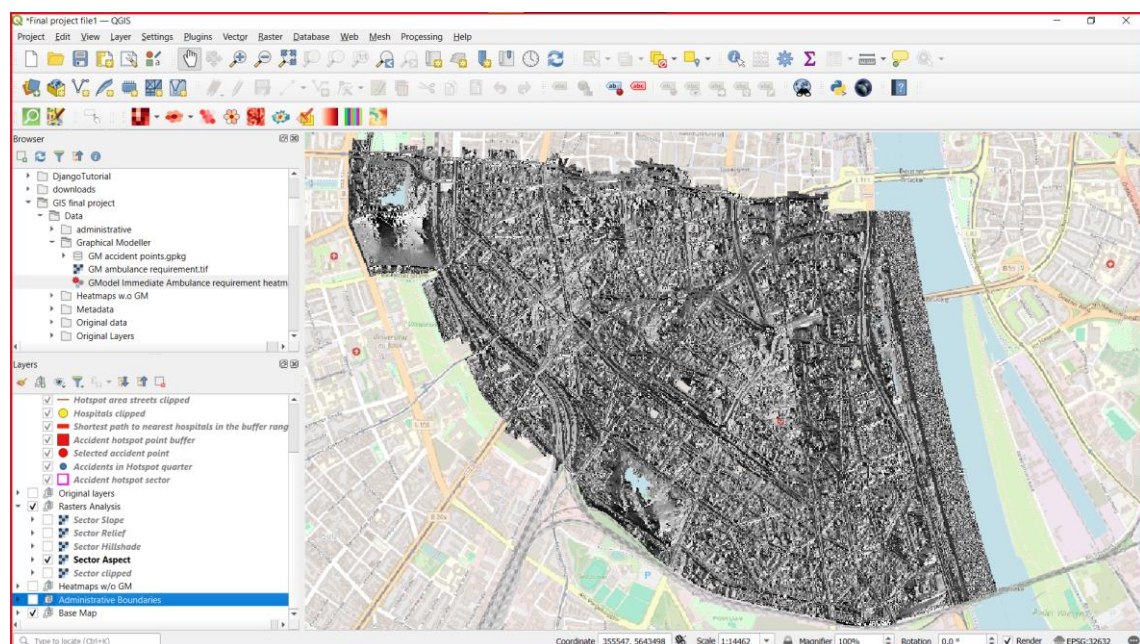 *Final project file1 — QGIS
Project Edit View Layer Settings Plugins Vector Raster Database Web Mesh Processing Help
Browser
DjangoTutorial
downloads
GIS final project
Data
administrative
Graphical Modeller
GM accident points.gpkg
GM ambulance requirement.tif
GModel Immediate Ambulance requirement heatm
Heatmaps w.o GM
Metadata
Original data
Original Layers
Layers
Hotspot area streets clipped
Hospitals clipped
Shortest path to nearest hospitals in the buffer rang
Accident hotspot point buffer
Selected accident point
Accidents in Hotspot quarter
Accident hotspot sector
Original layers
Rasters Analysis
Sector Slope
Sector Relief
Sector Hillshade
Sector Aspect
Sector clipped
Heatmaps w/o GM
Administrative Boundaries
Base Map
Type to locate (Ctrl+K)
Coordinate 355547, 5643498 Scale 1:14462 Magnifier 100% Rotation 0,0 ° Render EPSG:32632